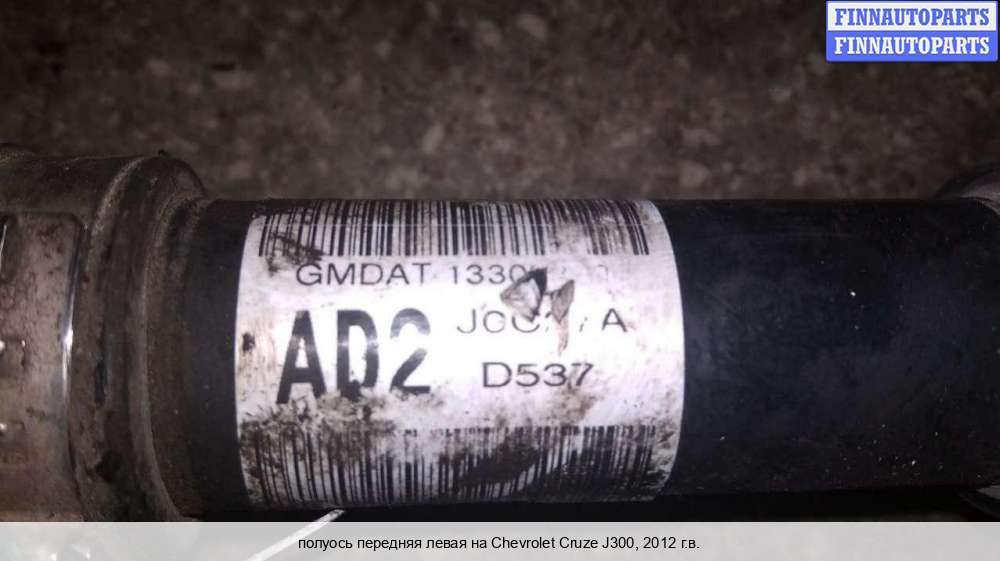 FINNAUTOPARTS
FINNAUTOPARTS
GMDAT
AD2
D537
полуось передняя левая на Chevrolet Cruze J300, 2012 г.в.